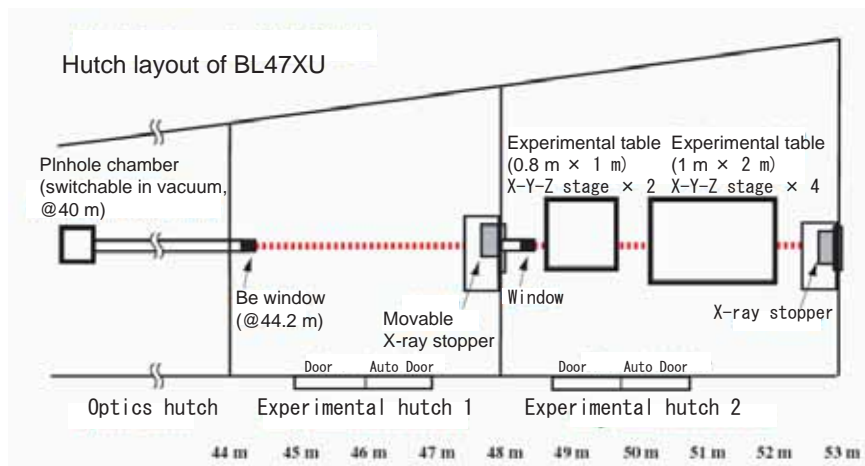 Hutch layout of BL47XU
PInhole chamber
(switchable in vacuum,
@40 m)
Experimental table
(0.8 m × 1 m)
X-Y-Z stage × 2
Experimental table
(1 m × 2 m)
X-Y-Z stage × 4
Be window
(@44.2 m)
Movable
X-ray stopper
Window
X-ray stopper
Door
Auto Door
Door
Auto Door
Optics hutch
Experimental hutch 1
Experimental hutch 2
44 m 45 m 46 m 47 m 48 m 49 m 50 m 51 m 52 m 53 m